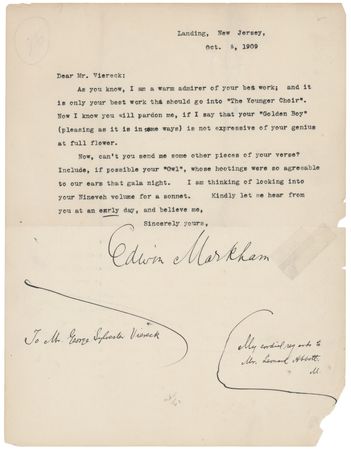 Landing, New Jersey,
Oct. 5, 1909
Dear Mr. Viereck:
As you know, I am a warm admirer of your best work; and it
is only your best work that should go into "The Younger Choir".
Now I know you will pardon me, if I say that your "Golden Boy"
(pleasing as it is in some ways) is not expressive of your genius
at full flower.
Now, can't you send me some other pieces of your verse?
Include, if possible your "Owl", whose hootings were so agreeable
to our ears that gala night. I am thinking of looking into
your Nineveh volume for a sonnet. Kindly let me hear from
you at an early day, and believe me,
Sincerely yours,
Edwin Markham
To Mr. George Sylvester Viereck
My cordial regards to
Mr. Leonard Abbott.
M.